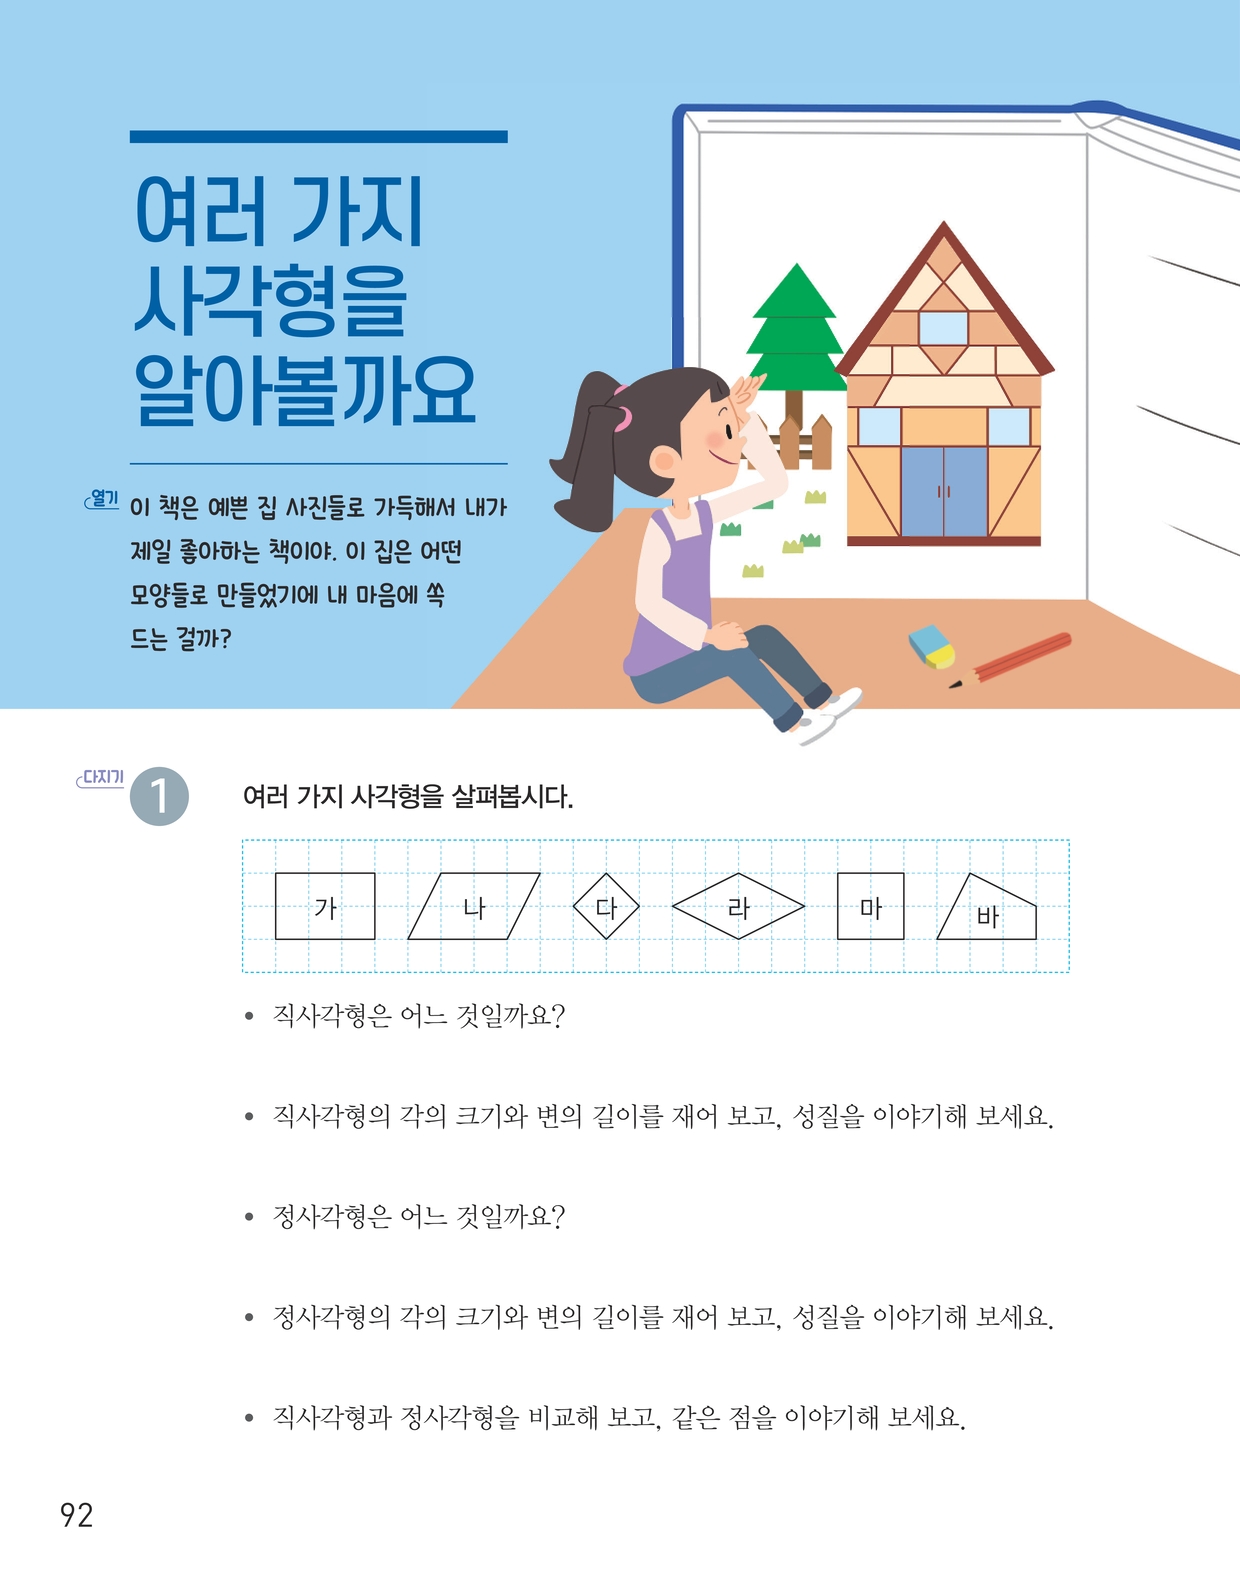 여러 가지
사각형을
알아볼까요
열기
이 책은 예쁜 집 사진들로 가득해서 내가
제일 좋아하는 책이야. 이 집은 어떤
모양들로 만들었기에 내 마음에 쏙
드는 걸까?
다지기
1
여러 가지 사각형을 살펴봅시다.
가 나 다 라 마 바
• 직사각형은 어느 것일까요?
• 직사각형의 각의 크기와 변의 길이를 재어 보고, 성질을 이야기해 보세요.
• 정사각형은 어느 것일까요?
• 정사각형의 각의 크기와 변의 길이를 재어 보고, 성질을 이야기해 보세요.
• 직사각형과 정사각형을 비교해 보고, 같은 점을 이야기해 보세요.
92